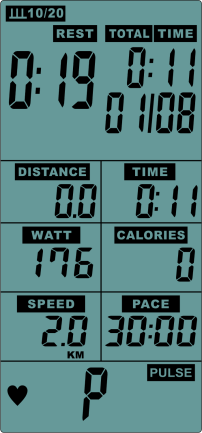 10/20
REST TOTAL TIME
0:19 0:11
01/08
DISTANCE TIME
0.0 0:11
WATT CALORIES
176 0
SPEED PACE
2.0 30:00
KM
PULSE
P